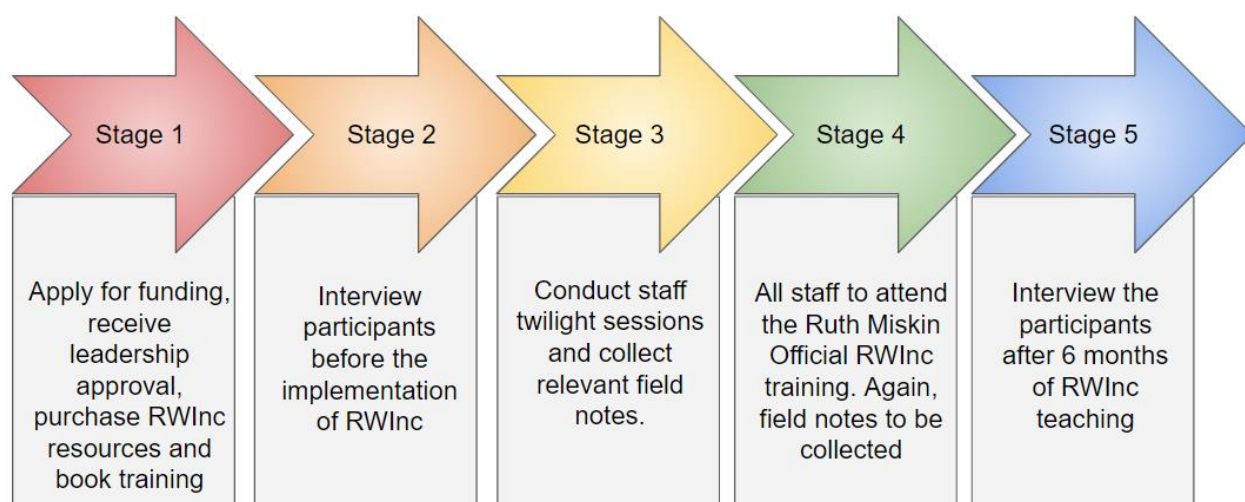 Stage 1
Stage 2
Stage 3
Stage 4
Stage 5
Apply for funding,
receive
leadership
approval,
purchase RWInc
resources and
book training
Interview
participants
before the
implementation
of RWInc
Conduct staff
twilight sessions
and collect
relevant field
notes.
All staff to attend
the Ruth Miskin
Official RWInc
training. Again,
field notes to be
collected
Interview the
participants
after 6 months
of RWInc
teaching